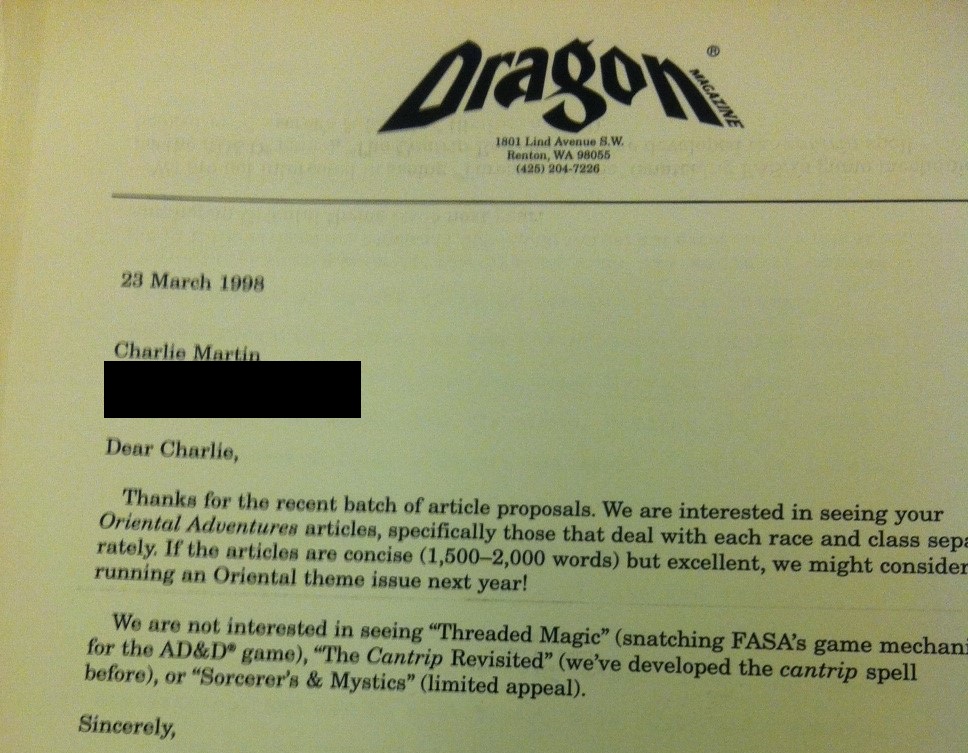 Dragon®
MAGAZINE
1801 Lind Avenue S.W.
Renton, WA 98055
(425) 204-7226
23 March 1998
Charlie Martin
Dear Charlie,
Thanks for the recent batch of article proposals. We are interested in seeing your
Oriental Adventures articles, specifically those that deal with each race and class sepa
rately. If the articles are concise (1,500–2,000 words) but excellent, we might consider
running an Oriental theme issue next year!
We are not interested in seeing “Threaded Magic” (snatching FASA’s game mechani
for the AD&D® game), “The Cantrip Revisited” (we’ve developed the cantrip spell
before), or “Sorcerer’s & Mystics” (limited appeal).
Sincerely,